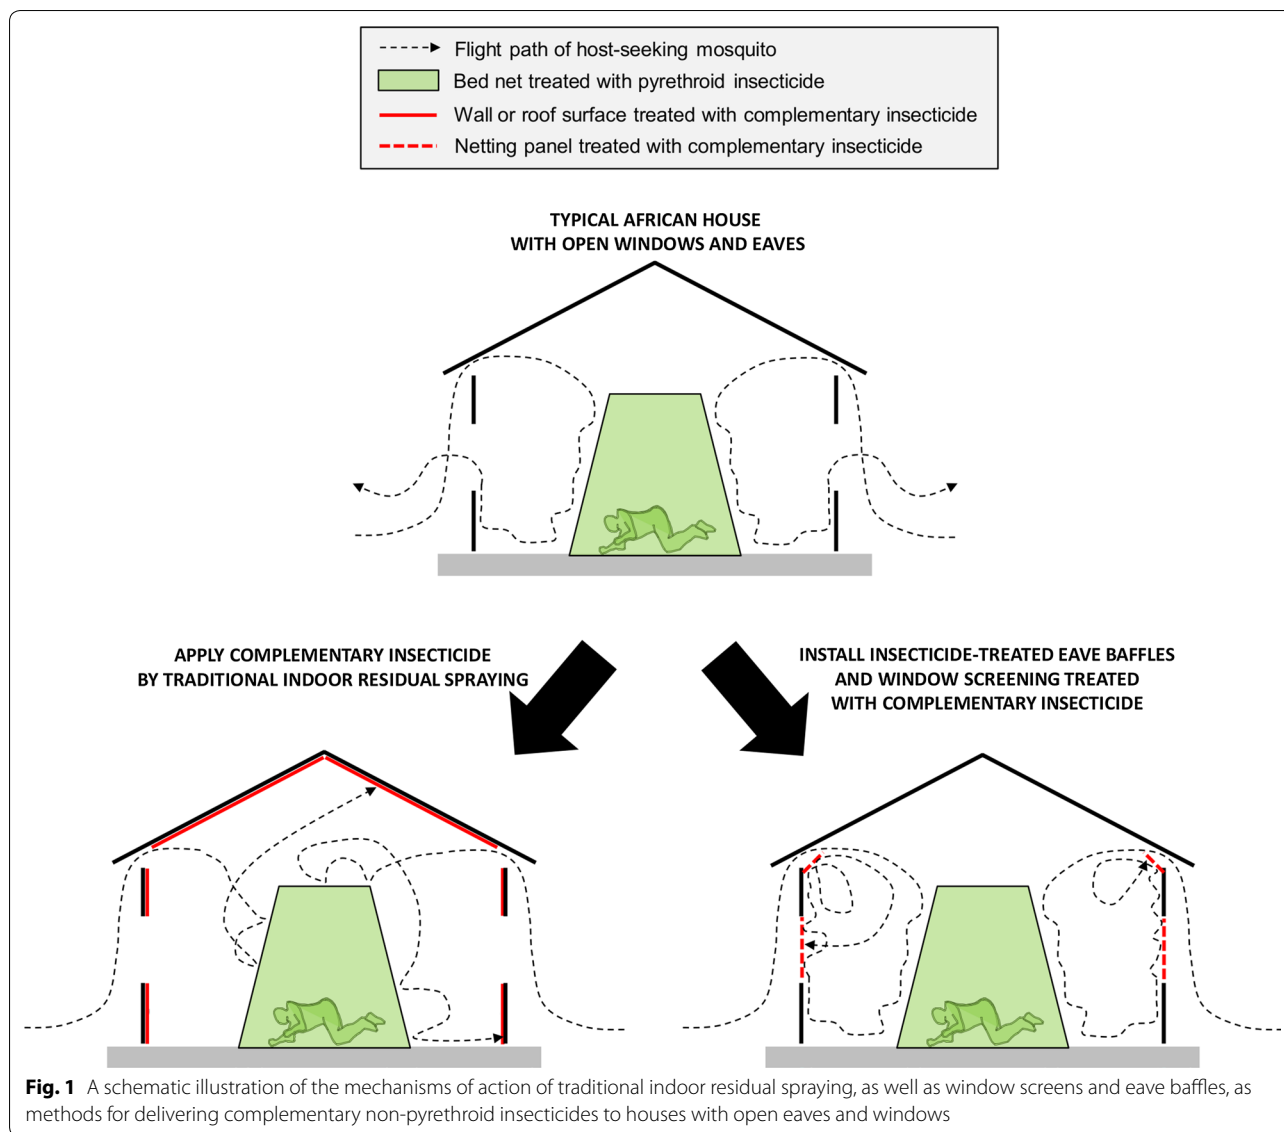 Flight path of host-seeking mosquito
Bed net treated with pyrethroid insecticide
Wall or roof surface treated with complementary insecticide
Netting panel treated with complementary insecticide
TYPICAL AFRICAN HOUSE
WITH OPEN WINDOWS AND EAVES
APPLY COMPLEMENTARY INSECTICIDE
BY TRADITIONAL INDOOR RESIDUAL SPRAYING
INSTALL INSECTICIDE-TREATED EAVE BAFFLES
AND WINDOW SCREENING TREATED
WITH COMPLEMENTARY INSECTICIDE
Fig. 1 A schematic illustration of the mechanisms of action of traditional indoor residual spraying, as well as window screens and eave baffles, as
methods for delivering complementary non-pyrethroid insecticides to houses with open eaves and windows